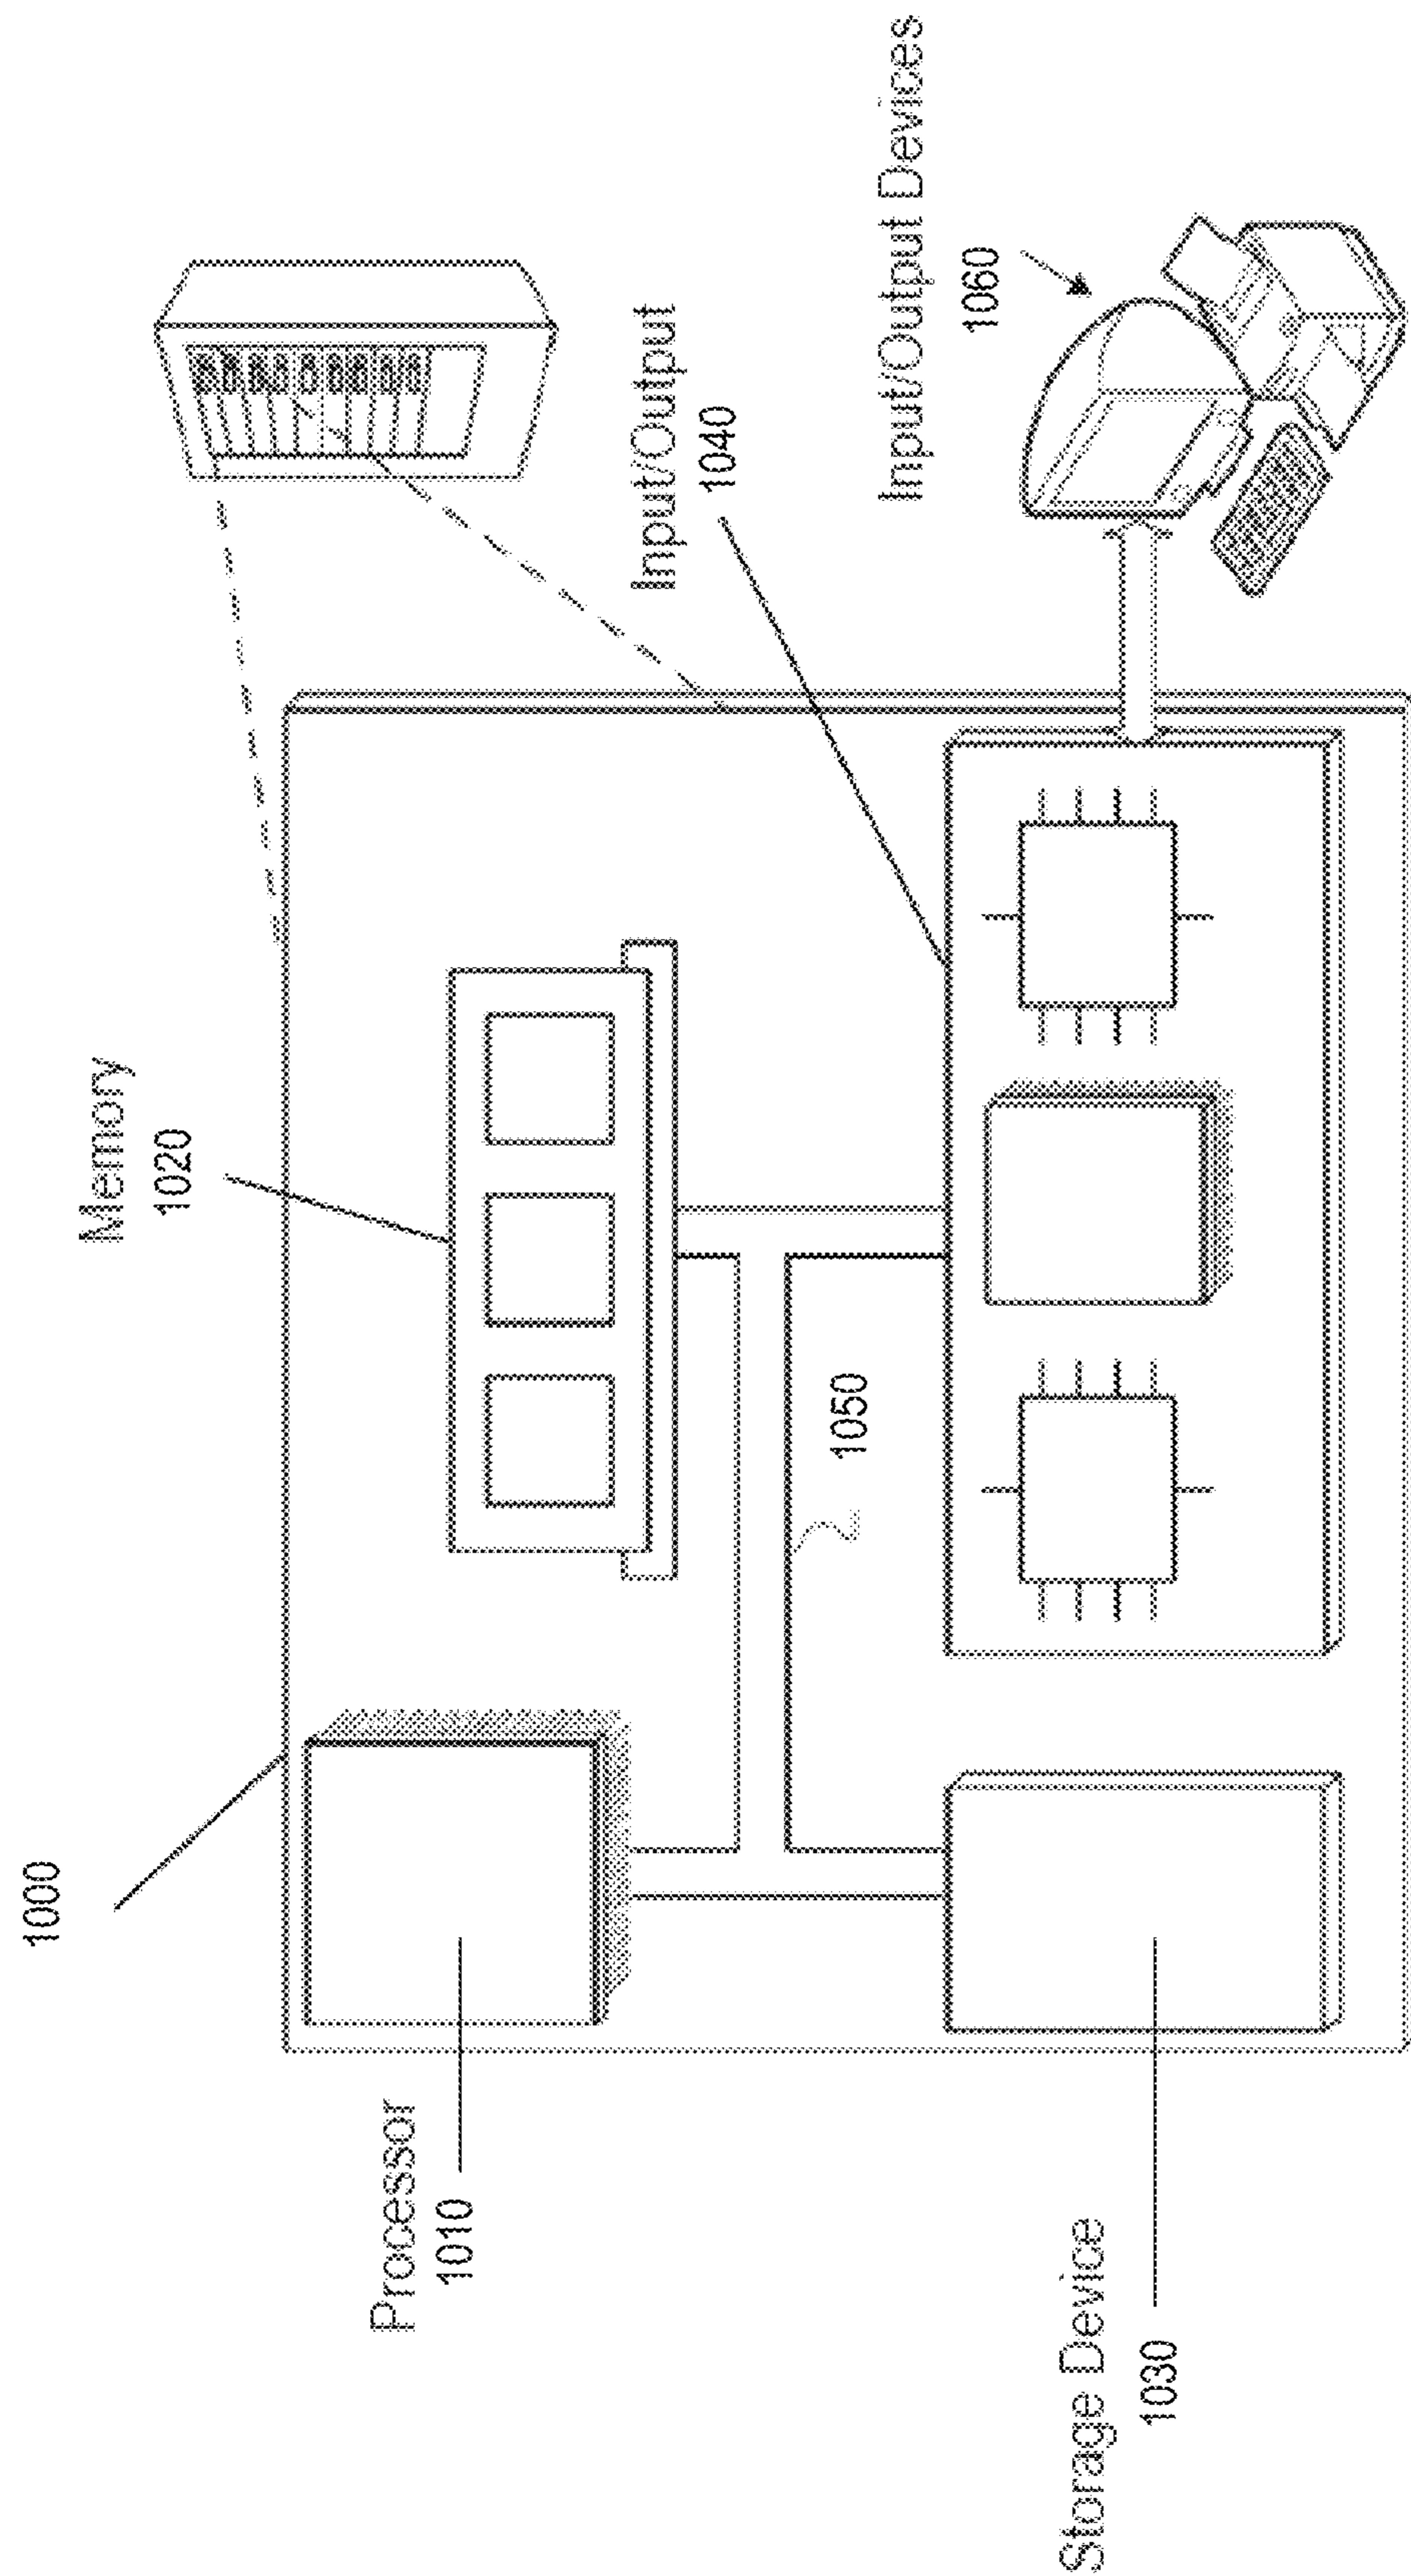 1000
Memory
1020
Processor
1010
Input/Output
1040
1050
Storage Device
1030
Input/Output Devices
1060